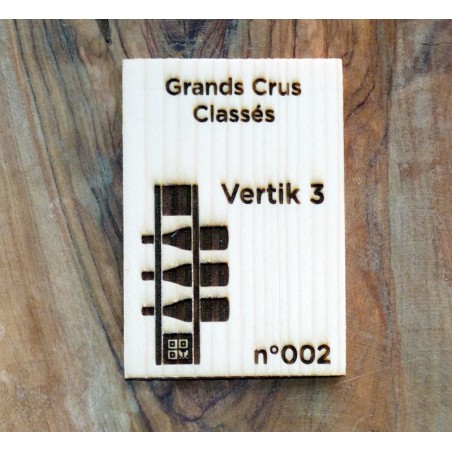 Grands Crus
Classés
Vertik 3
n°002